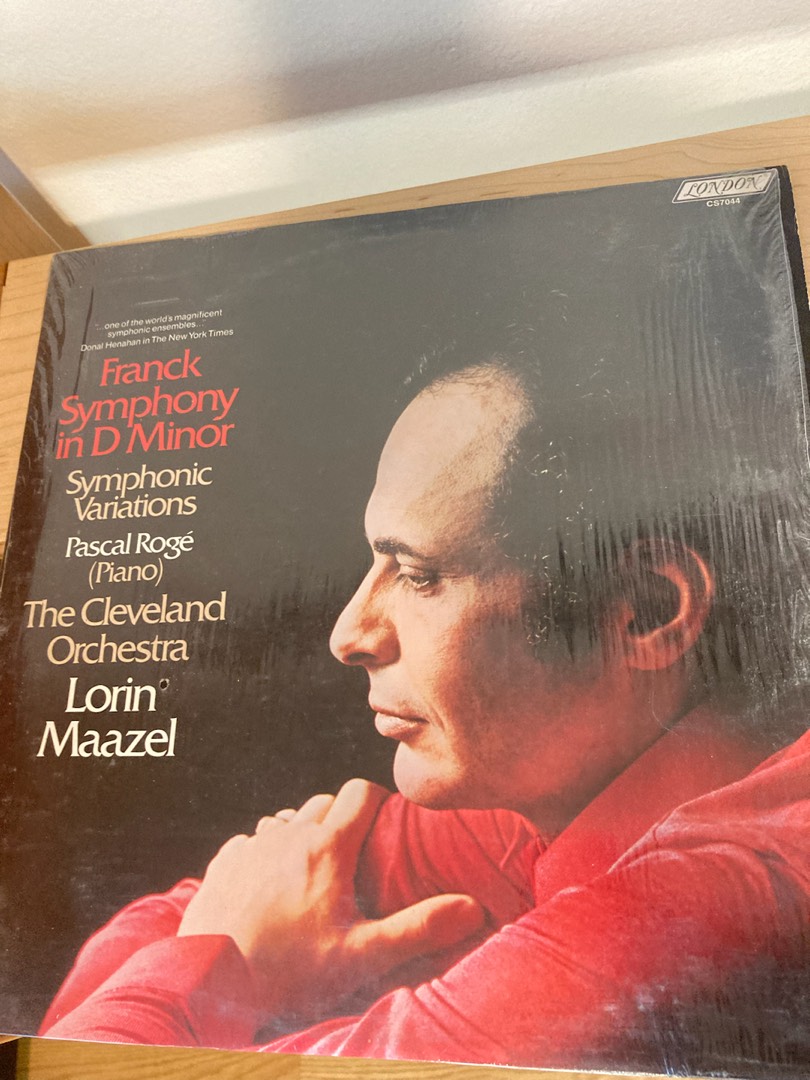 LONDON
CS7044
"...one of the world's magnificent
symphonic ensembles..."
Donal Henahan in The New York Times
Franck
Symphony
in D Minor
Symphonic
Variations
Pascal Rogé
(Piano)
The Cleveland
Orchestra
Lorin
Maazel